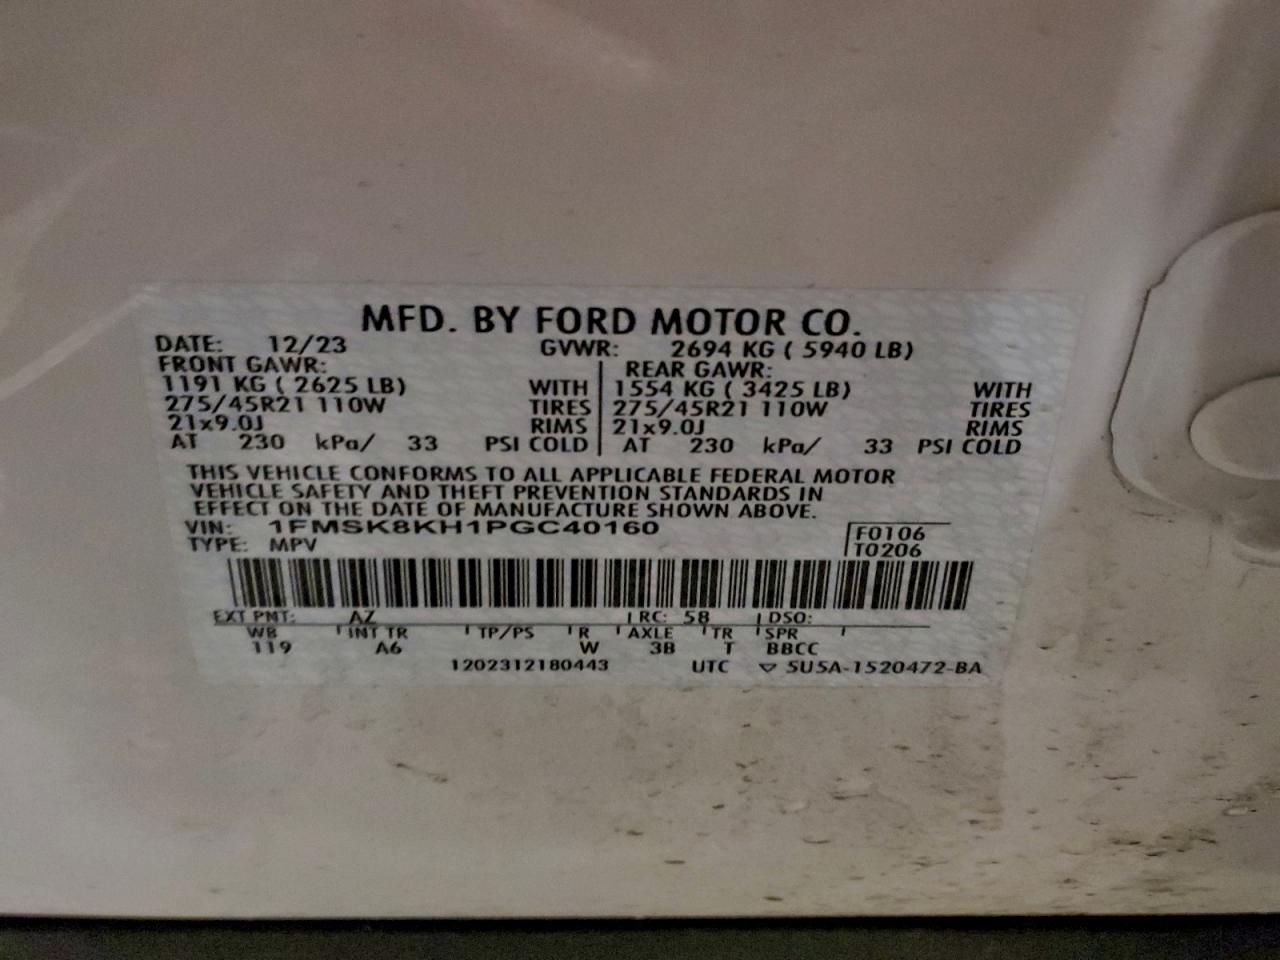 MFD. BY FORD MOTOR CO.
DATE: 12/23 GVWR: 2694 KG ( 5940 LB)
FRONT GAWR: REAR GAWR:
1191 KG ( 2625 LB) WITH 1554 KG ( 3425 LB) WITH
275/45R21 110W TIRES 275/45R21 110W TIRES
21x9.0J RIMS 21x9.0J RIMS
AT 230 kPa/ 33 PSI COLD AT 230 kPa/ 33 PSI COLD
THIS VEHICLE CONFORMS TO ALL APPLICABLE FEDERAL MOTOR
VEHICLE SAFETY AND THEFT PREVENTION STANDARDS IN
EFFECT ON THE DATE OF MANUFACTURE SHOWN ABOVE.
VIN: 1FMSK8KH1PGC40160 F0106
TYPE: MPV T0206
EXT PNT: AZ RC: 58 DSO:
WB INT TR TP/PS R AXLE TR SPR
119 A6 W 3B T BBCC
1202312180443 UTC ▽ 5U5A-1520472-BA